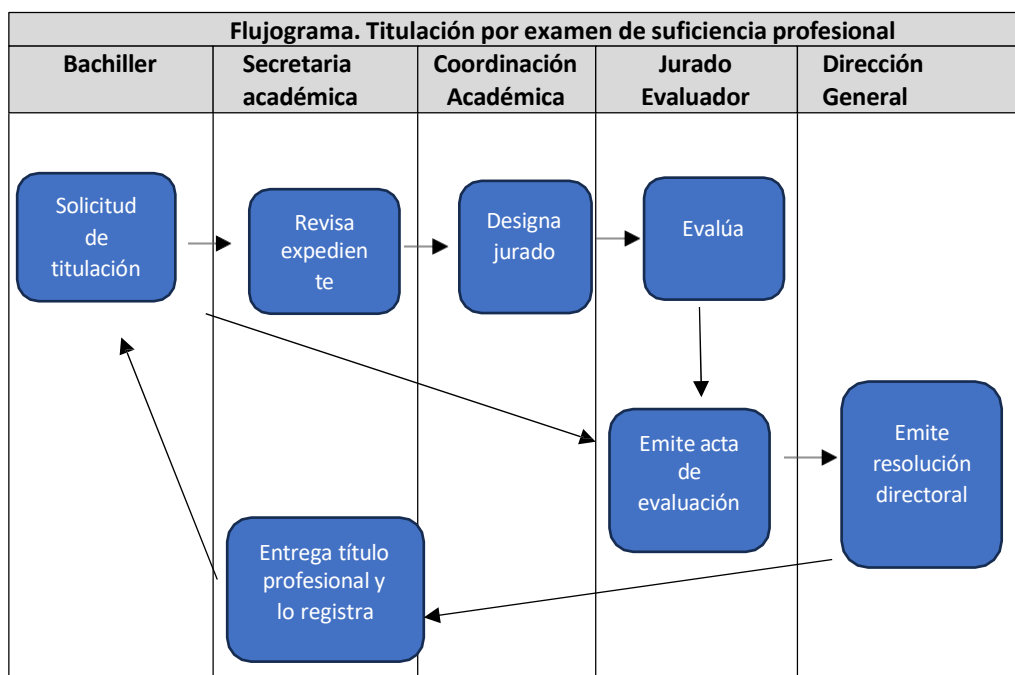 Flujograma. Titulación por examen de suficiencia profesional
Bachiller
Secretaria
académica
Coordinación
Académica
Jurado
Evaluador
Dirección
General
Solicitud
de
titulación
Revisa
expedien
te
Designa
jurado
Evalúa
Emite acta
de
evaluación
Emite
resolución
directoral
Entrega título
profesional y
lo registra